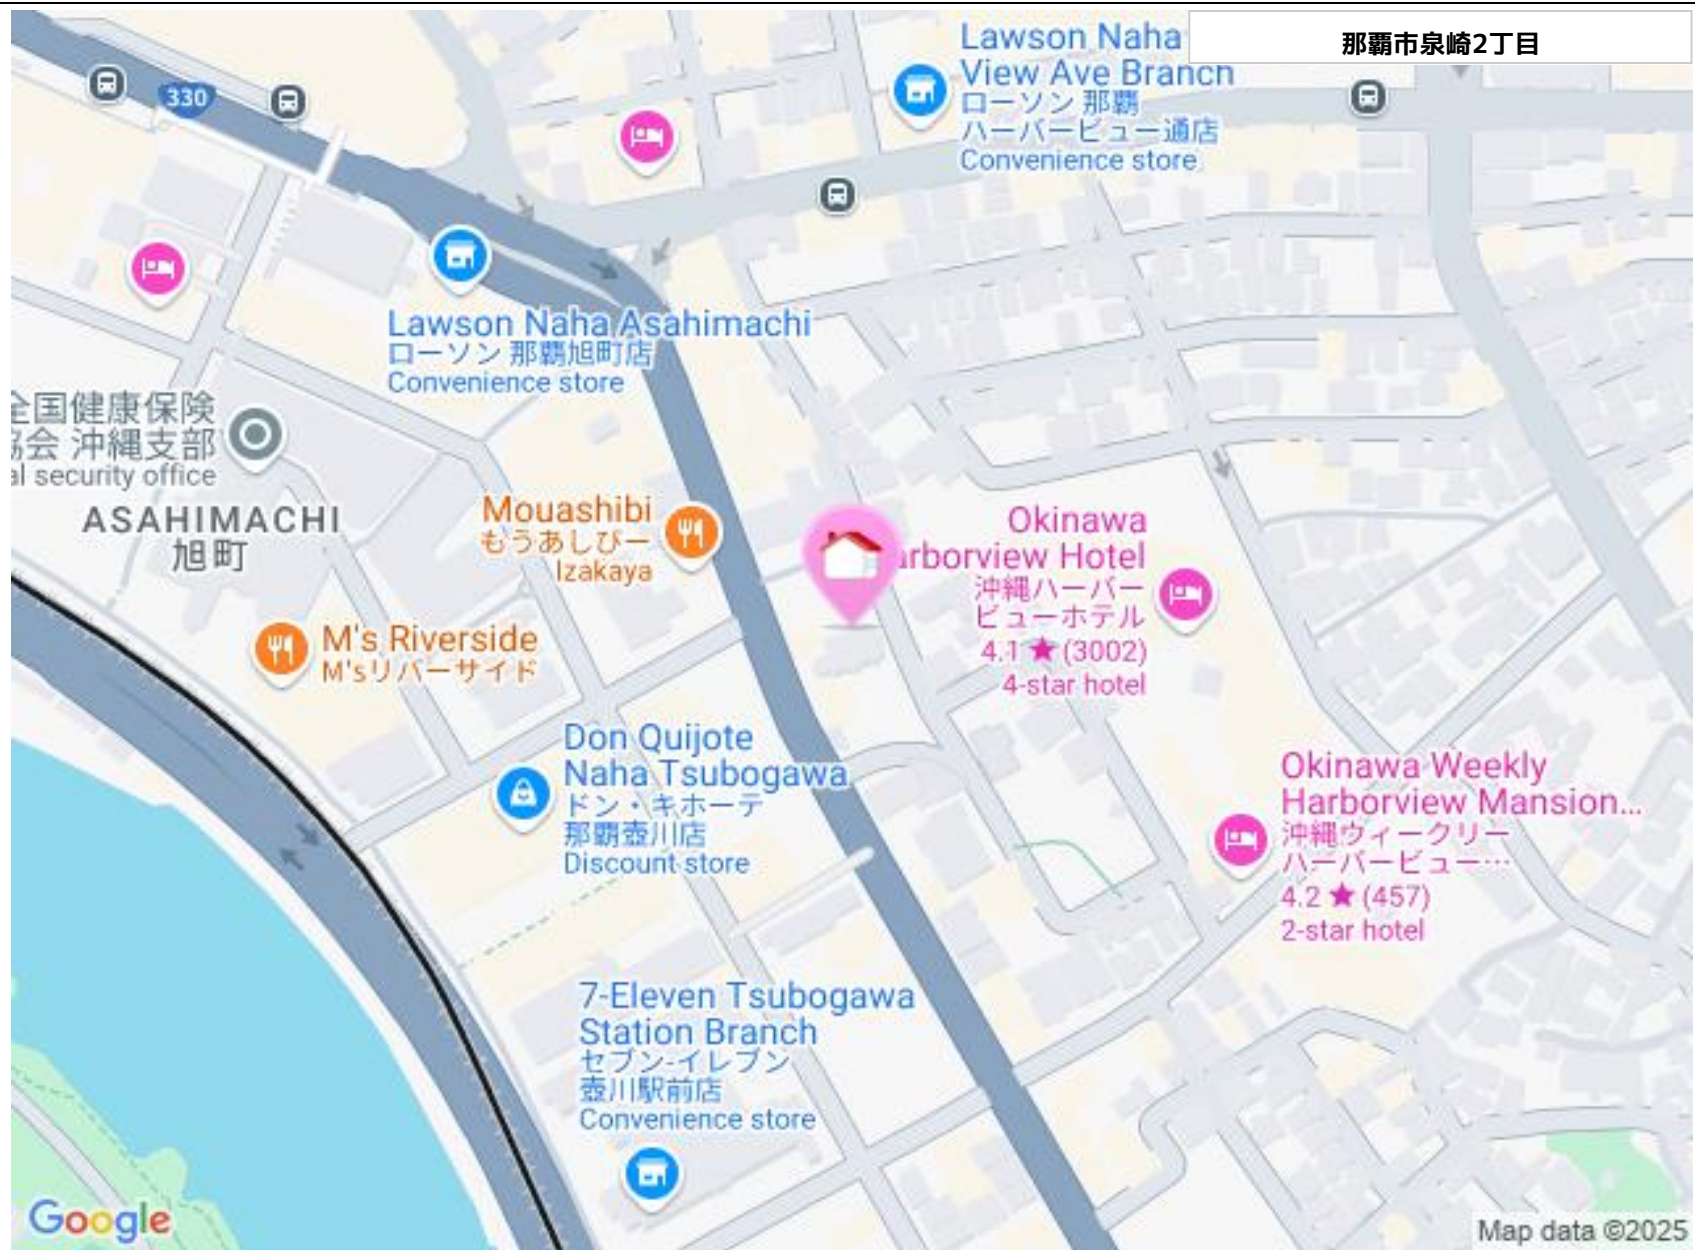 那覇市泉崎2丁目
Lawson Naha
View Ave Branch
ローソン 那覇
ハーバービュー通店
Convenience store
330
Lawson Naha Asahimachi
ローソン 那覇旭町店
Convenience store
全国健康保険
協会 沖縄支部
al security office
ASAHIMACHI
旭町
Mouashibi
もうあしびー
Izakaya
Okinawa
arborview Hotel
沖縄ハーバー
ビューホテル
4.1 ★ (3002)
4-star hotel
M's Riverside
M'sリバーサイド
Don Quijote
Naha Tsubogawa
ドン・キホーテ
那覇壺川店
Discount store
Okinawa Weekly
Harborview Mansion...
沖縄ウィークリー
ハーバービュー…
4.2 ★ (457)
2-star hotel
7-Eleven Tsubogawa
Station Branch
セブン-イレブン
壺川駅前店
Convenience store
Google
Map data ©2025